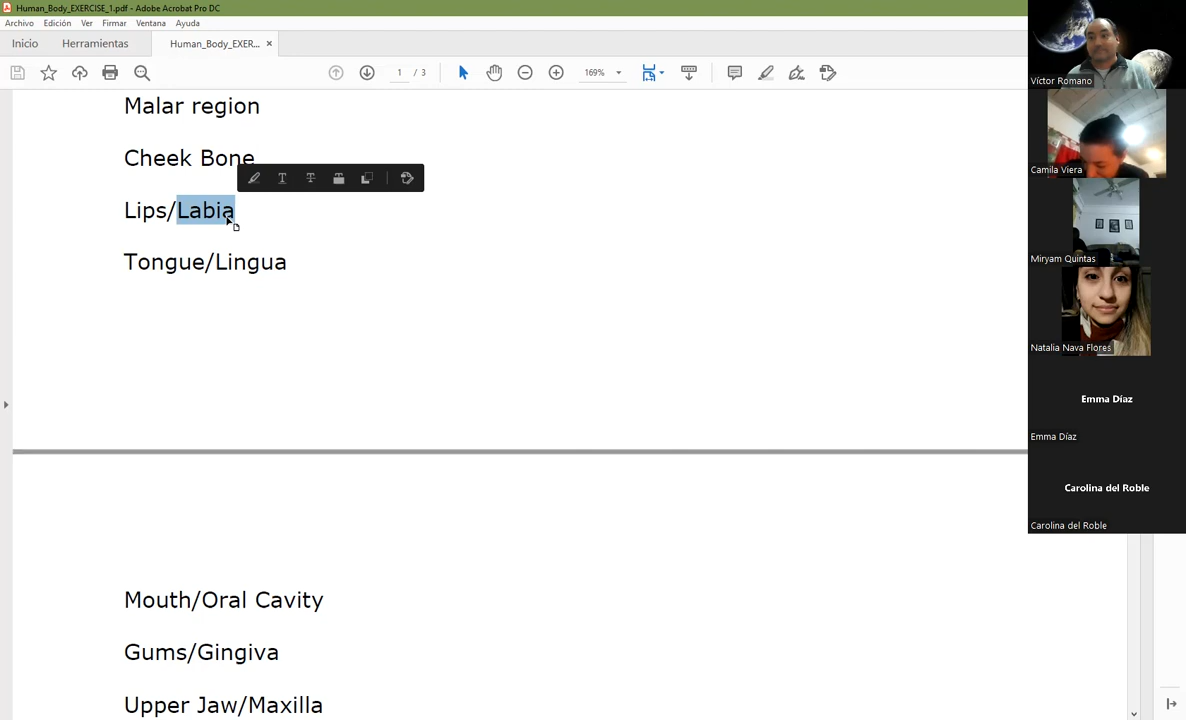 Human_Body_EXERCISE_1.pdf - Adobe Acrobat Pro DC
Archivo Edición Ver Firmar Ventana Ayuda
Inicio Herramientas Human_Body_EXER... ×
1 / 3 169%
Malar region
Cheek Bone
Lips/Labia
Tongue/Lingua
Mouth/Oral Cavity
Gums/Gingiva
Upper Jaw/Maxilla
Víctor Romano
Camila Viera
Miryam Quintas
Natalia Nava Flores
Emma Díaz
Emma Díaz
Carolina del Roble
Carolina del Roble